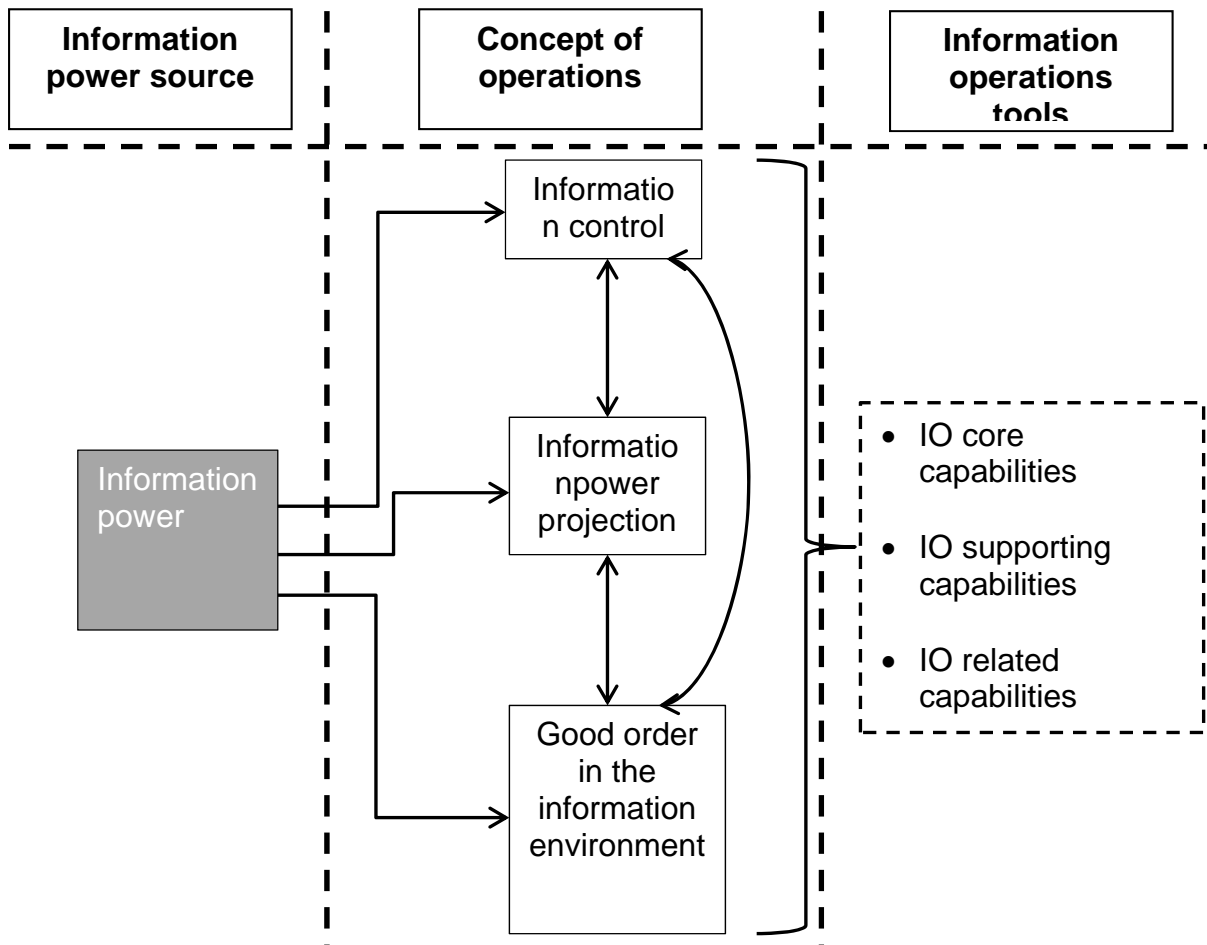 Information
power source
Concept of
operations
Information
operations
tools
Informatio
n control
Information
power
Informatio
npower
projection
Good order
in the
information
environment
• IO core
capabilities
• IO supporting
capabilities
• IO related
capabilities